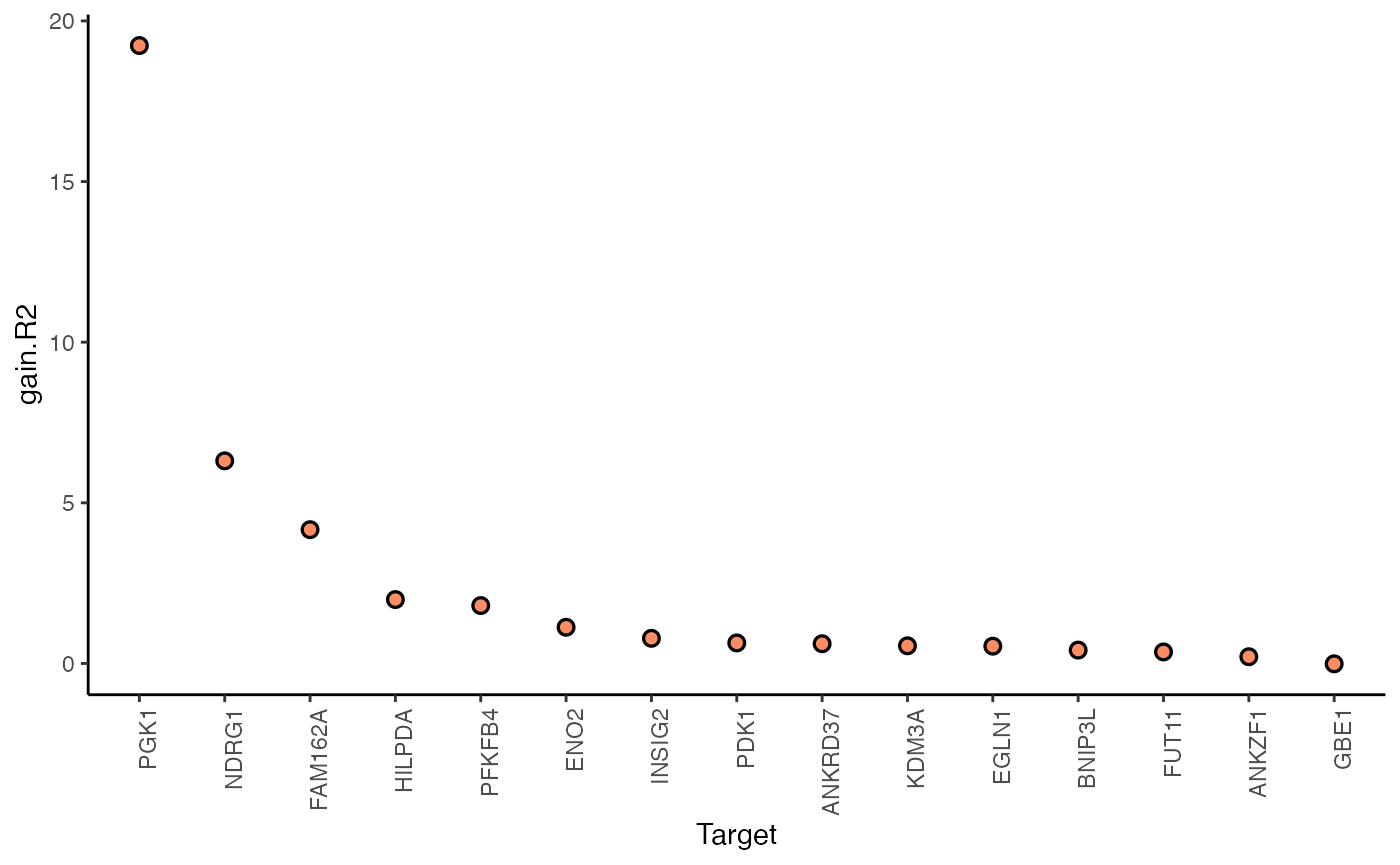 20
15
10
5
0
gain.R2
PGK1
NDRG1
FAM162A
HILPDA
PFKFB4
ENO2
INSIG2
PDK1
ANKRD37
KDM3A
EGLN1
BNIP3L
FUT11
ANKZF1
GBE1
Target